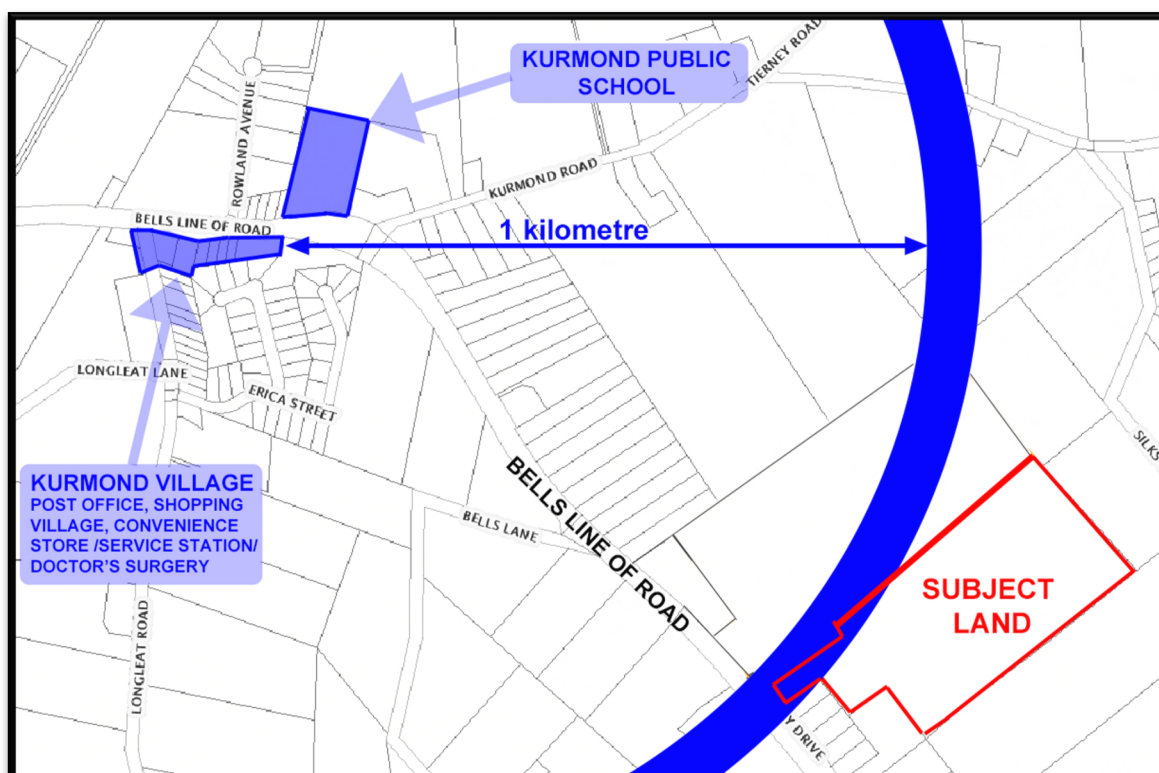 KURMOND PUBLIC
SCHOOL
TIERNEY ROAD
ROWLAND AVENUE
KURMOND ROAD
BELLS LINE OF ROAD
1 kilometre
LONGLEAT LANE
ERICA STREET
SILKS
KURMOND VILLAGE
POST OFFICE, SHOPPING
VILLAGE, CONVENIENCE
STORE /SERVICE STATION/
DOCTOR'S SURGERY
BELLS LANE
BELLS LINE OF ROAD
SUBJECT
LAND
LONGLEAT ROAD
Y DRIVE